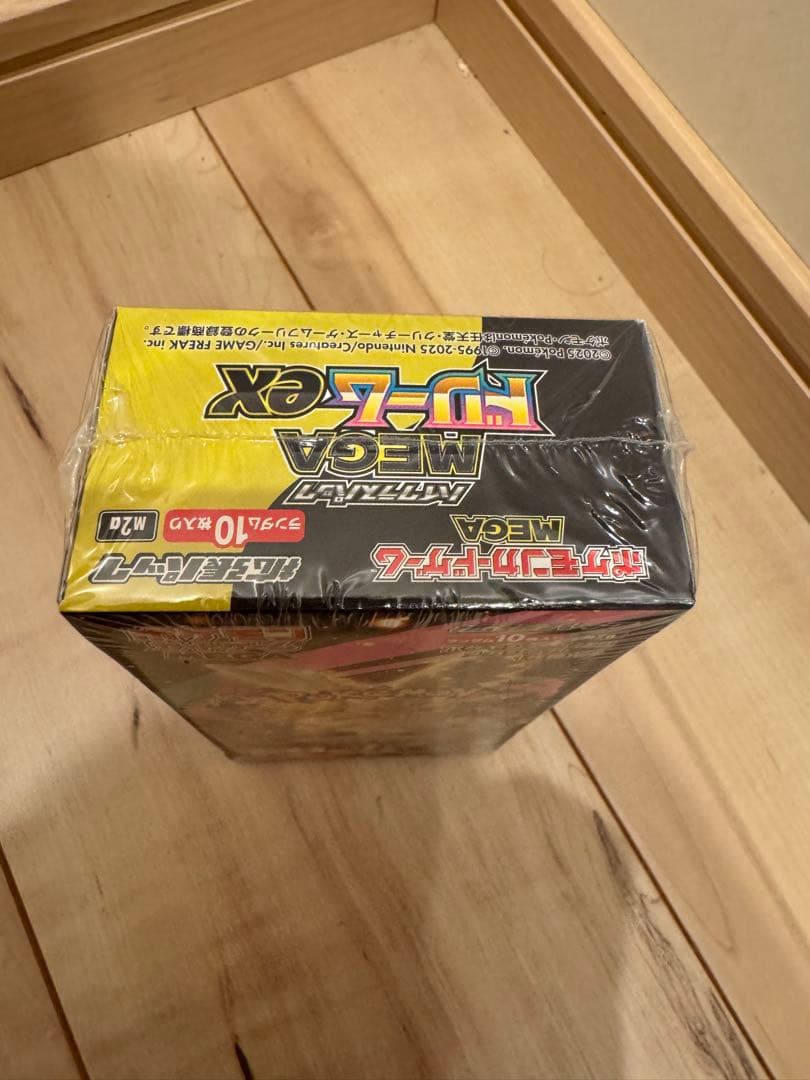 ポケモンカードゲーム
MEGA
拡張パック
ランダム10枚入り
M2a
ハイクラスパック
MEGA
ドリームex
©2025 Pokémon. ©1995-2025 Nintendo/Creatures Inc./GAME FREAK inc.
ポケモン・Pokémonは任天堂・クリーチャーズ・ゲームフリークの登録商標です。